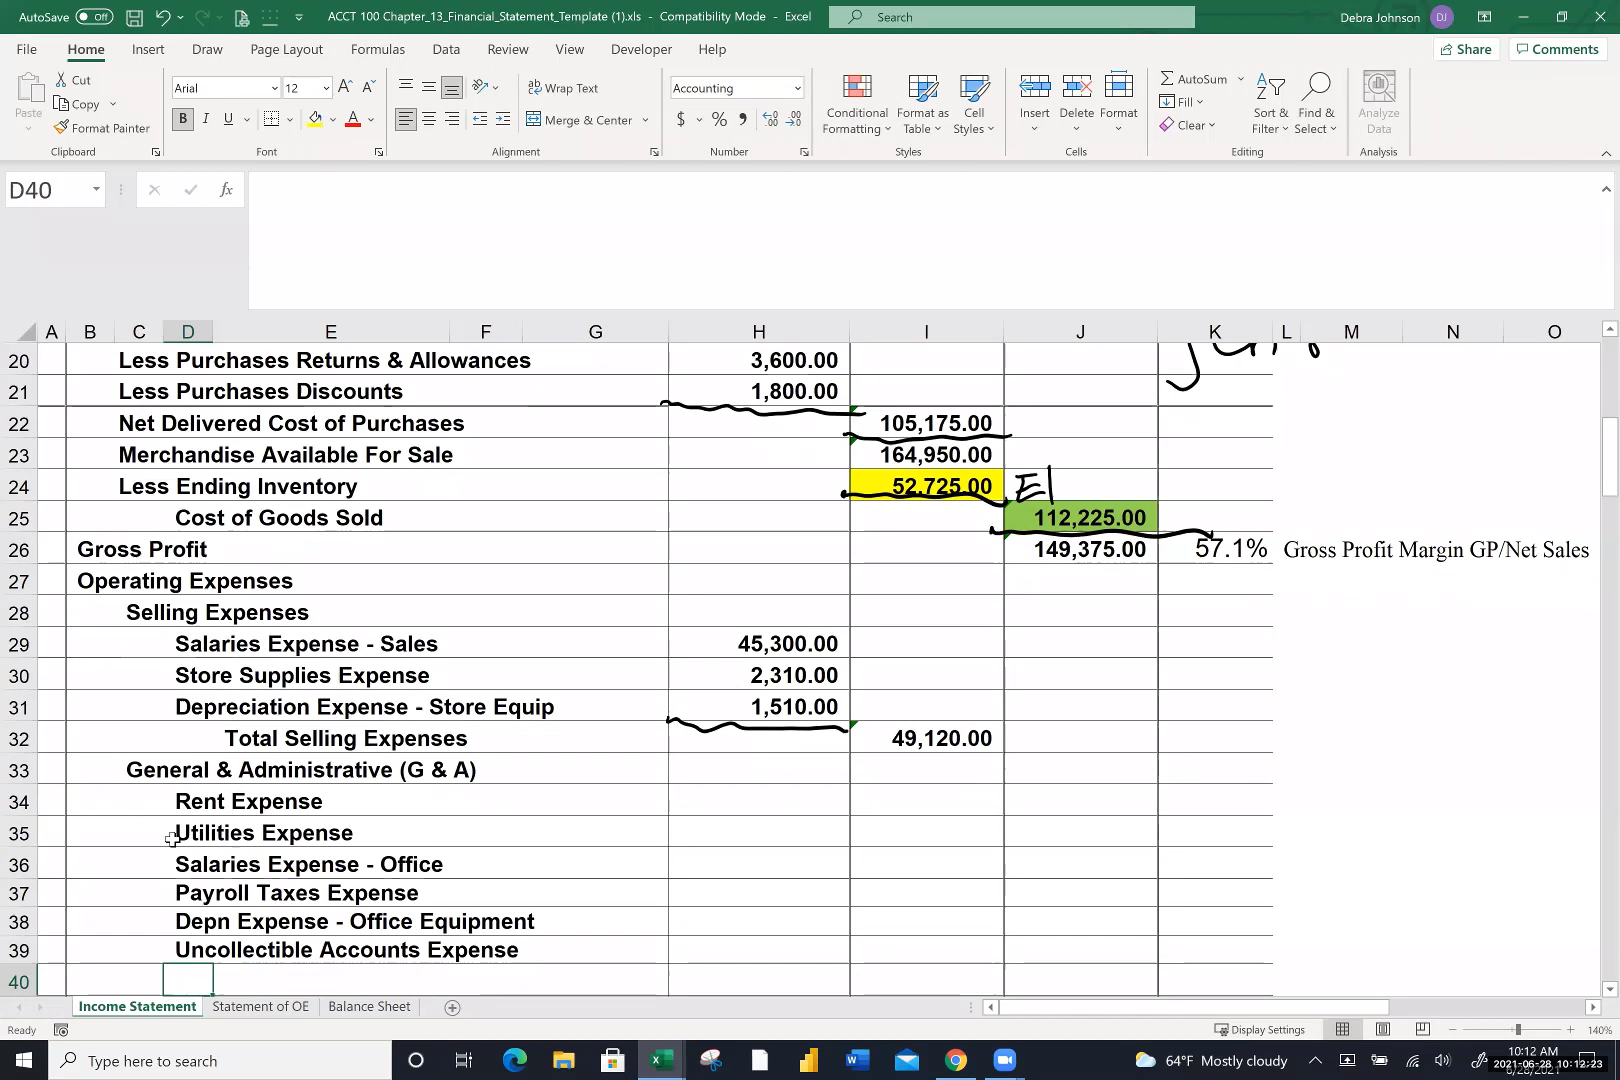 AutoSave Off ACCT 100 Chapter_13_Financial_Statement_Template (1).xls - Compatibility Mode - Excel Search Debra Johnson DJ
File Home Insert Draw Page Layout Formulas Data Review View Developer Help Share Comments
Paste Cut Copy Format Painter Clipboard
Arial 12 A A B I U A Font
Wrap Text Merge & Center Alignment
Accounting $ % Number
Conditional Formatting Format as Table Cell Styles Styles
Insert Delete Format Cells
AutoSum Fill Clear Sort & Filter Find & Select Editing
Analyze Data Analysis
D40 fx
A B C D E F G H I J K L M N O
20 Less Purchases Returns & Allowances 3,600.00
21 Less Purchases Discounts 1,800.00
22 Net Delivered Cost of Purchases 105,175.00
23 Merchandise Available For Sale 164,950.00
24 Less Ending Inventory 52,725.00 EI
25 Cost of Goods Sold 112,225.00
26 Gross Profit 149,375.00 57.1% Gross Profit Margin GP/Net Sales
27 Operating Expenses
28 Selling Expenses
29 Salaries Expense - Sales 45,300.00
30 Store Supplies Expense 2,310.00
31 Depreciation Expense - Store Equip 1,510.00
32 Total Selling Expenses 49,120.00
33 General & Administrative (G & A)
34 Rent Expense
35 Utilities Expense
36 Salaries Expense - Office
37 Payroll Taxes Expense
38 Depn Expense - Office Equipment
39 Uncollectible Accounts Expense
40
Income Statement Statement of OE Balance Sheet
Ready Display Settings 140%
Type here to search 64°F Mostly cloudy 10:12 AM
2021-06-28 10:12:23